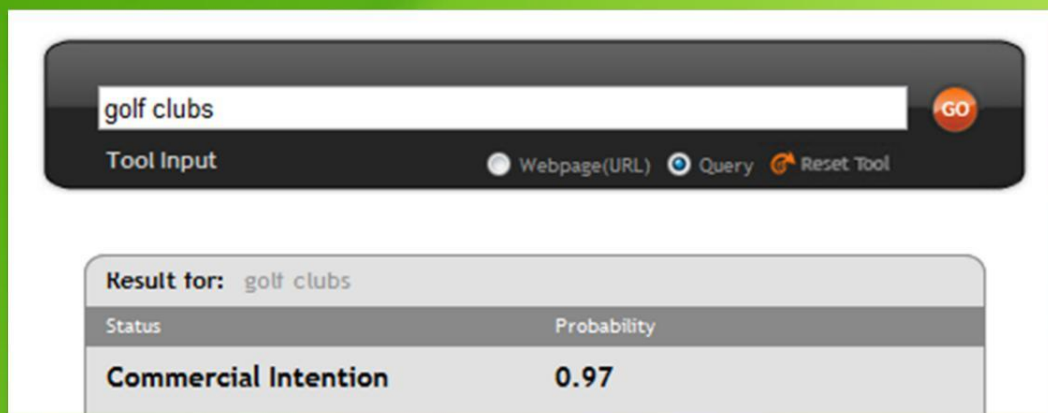 golf clubs
GO
Tool Input Webpage(URL) Query Reset Tool
Result for: golf clubs
Status Probability
Commercial Intention 0.97